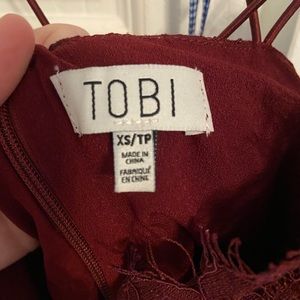 TOBI
XS/TP
MADE IN
CHINA
FABRIQUÉ
EN CHINE